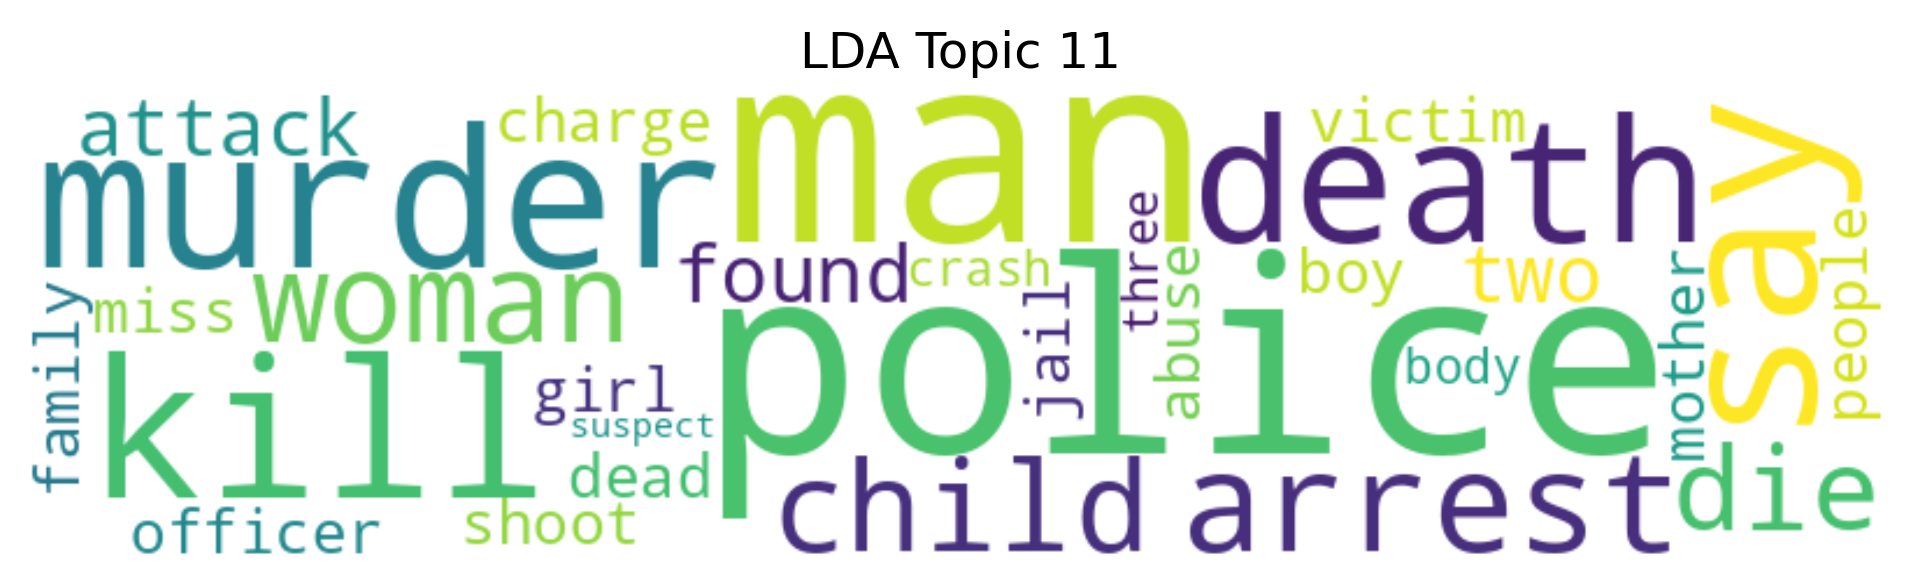 LDA Topic 11
attack
charge
man
victim
say
murder
death
people
three
woman
found
crash
boy
two
mother
miss
family
jail
abuse
police
kill
girl
body
suspect
dead
die
child
arrest
officer
shoot